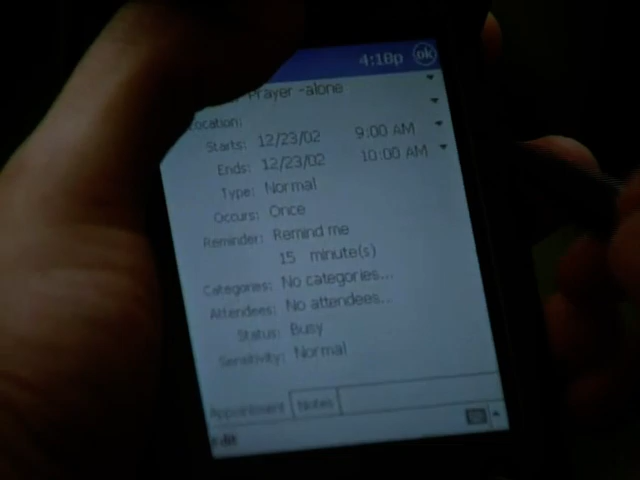 4:18p ok
Prayer -alone
Location:
Starts: 12/23/02 9:00 AM
Ends: 12/23/02 10:00 AM
Type: Normal
Occurs: Once
Reminder: Remind me
15 minute(s)
Categories: No categories...
Attendees: No attendees...
Status: Busy
Sensitivity: Normal
Appointment Notes
Edit